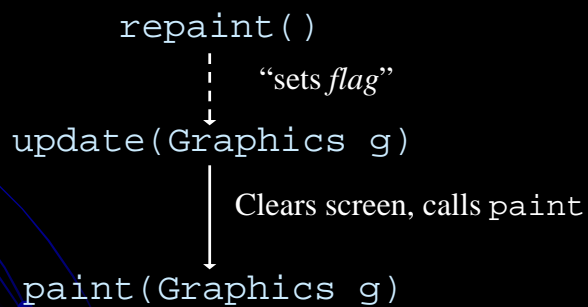 repaint()
“sets flag”
update(Graphics g)
Clears screen, calls paint
paint(Graphics g)